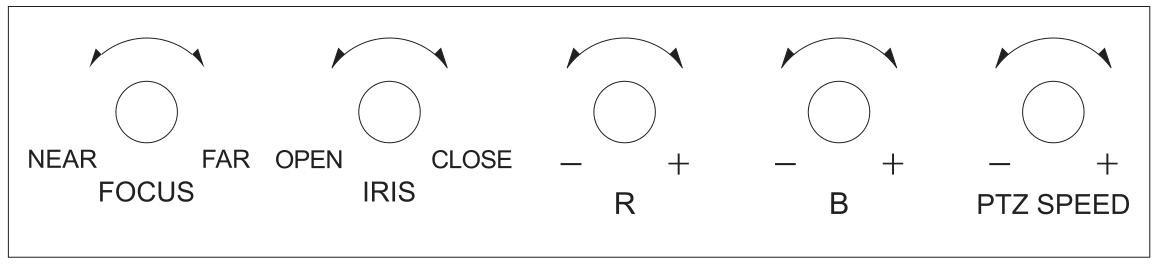 NEAR FAR OPEN CLOSE − + − + − +
FOCUS IRIS R B PTZ SPEED